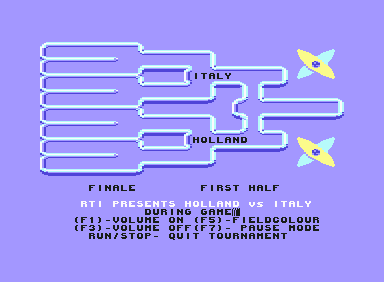 ITALY
HOLLAND
FINALE FIRST HALF
RTI PRESENTS HOLLAND vs ITALY
DURING GAME
(F1)-VOLUME ON (F5)-FIELDCOLOUR
(F3)-VOLUME OFF(F7)- PAUSE MODE
RUN/STOP- QUIT TOURNAMENT